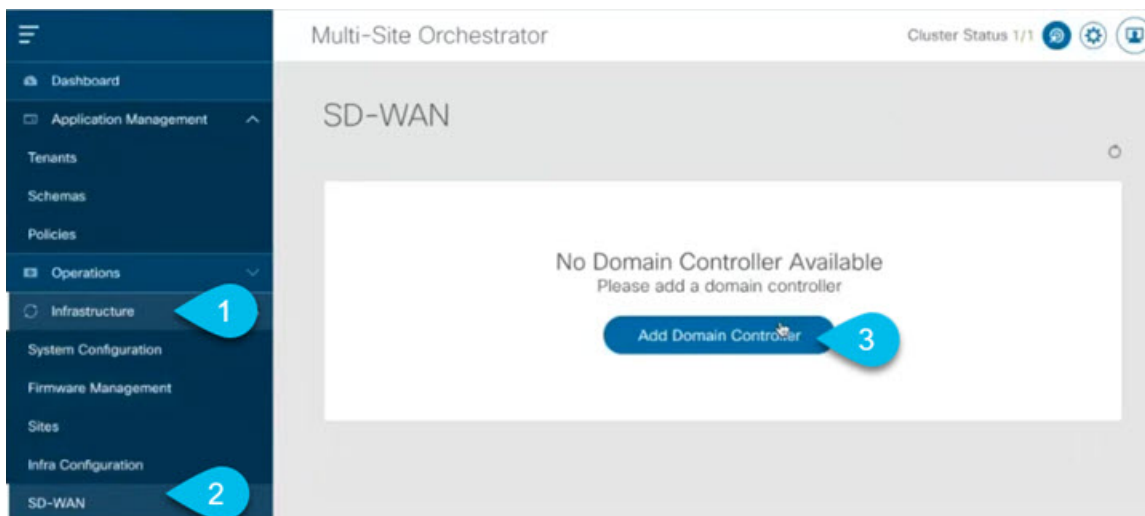 Multi-Site Orchestrator
Cluster Status 1/1
Dashboard
Application Management
Tenants
Schemas
Policies
Operations
Infrastructure
1
System Configuration
Firmware Management
Sites
Infra Configuration
SD-WAN
2
SD-WAN
No Domain Controller Available
Please add a domain controller
Add Domain Controller
3